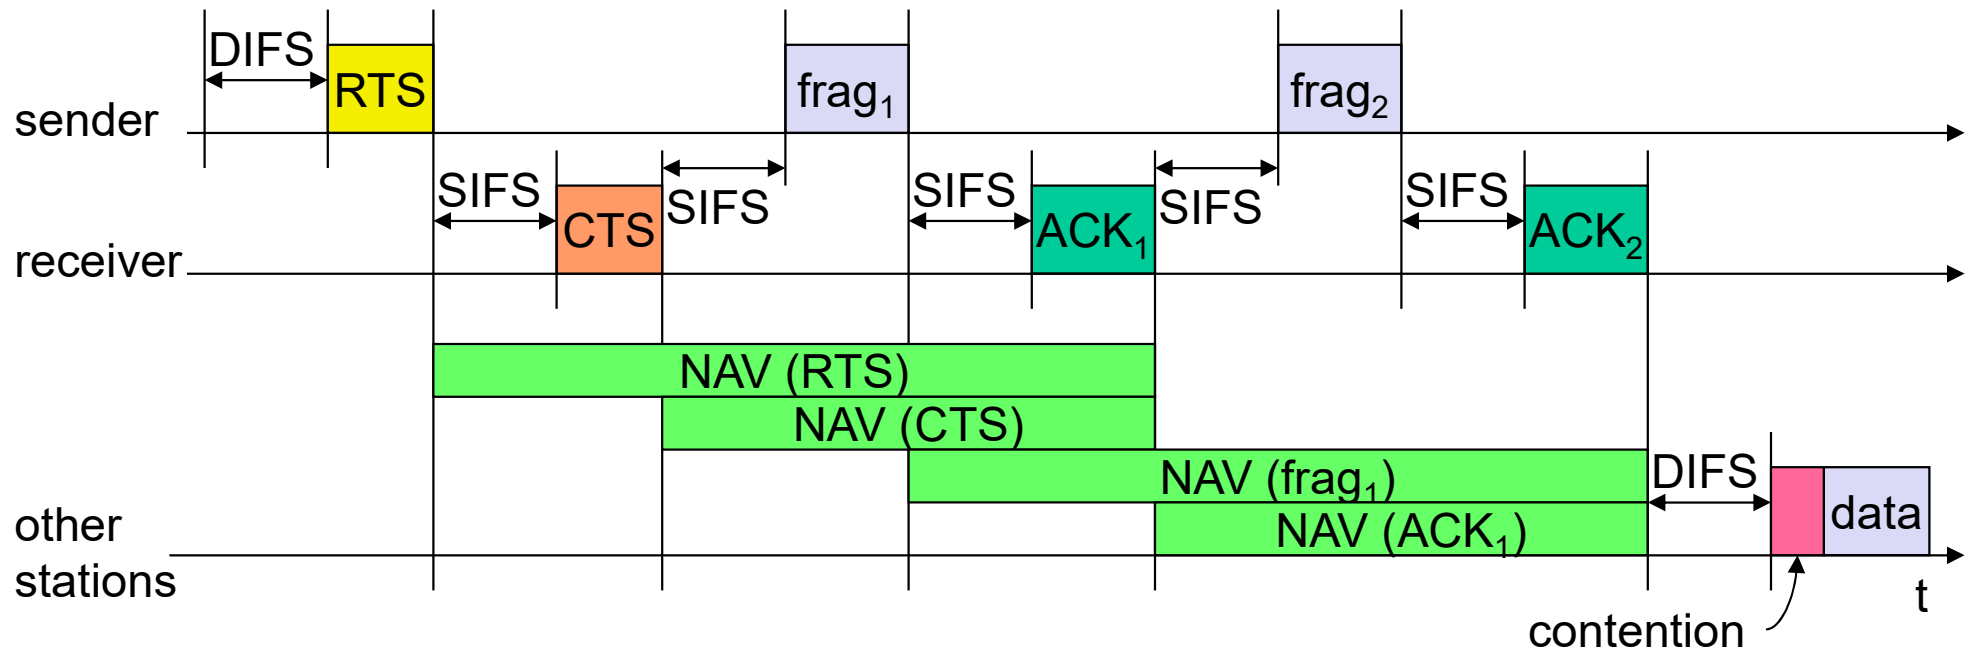 DIFS
RTS
frag₁
frag₂
sender
SIFS
CTS
SIFS
SIFS
ACK₁
SIFS
SIFS
ACK₂
receiver
NAV (RTS)
NAV (CTS)
NAV (frag₁)
NAV (ACK₁)
DIFS
data
other
stations
t
contention